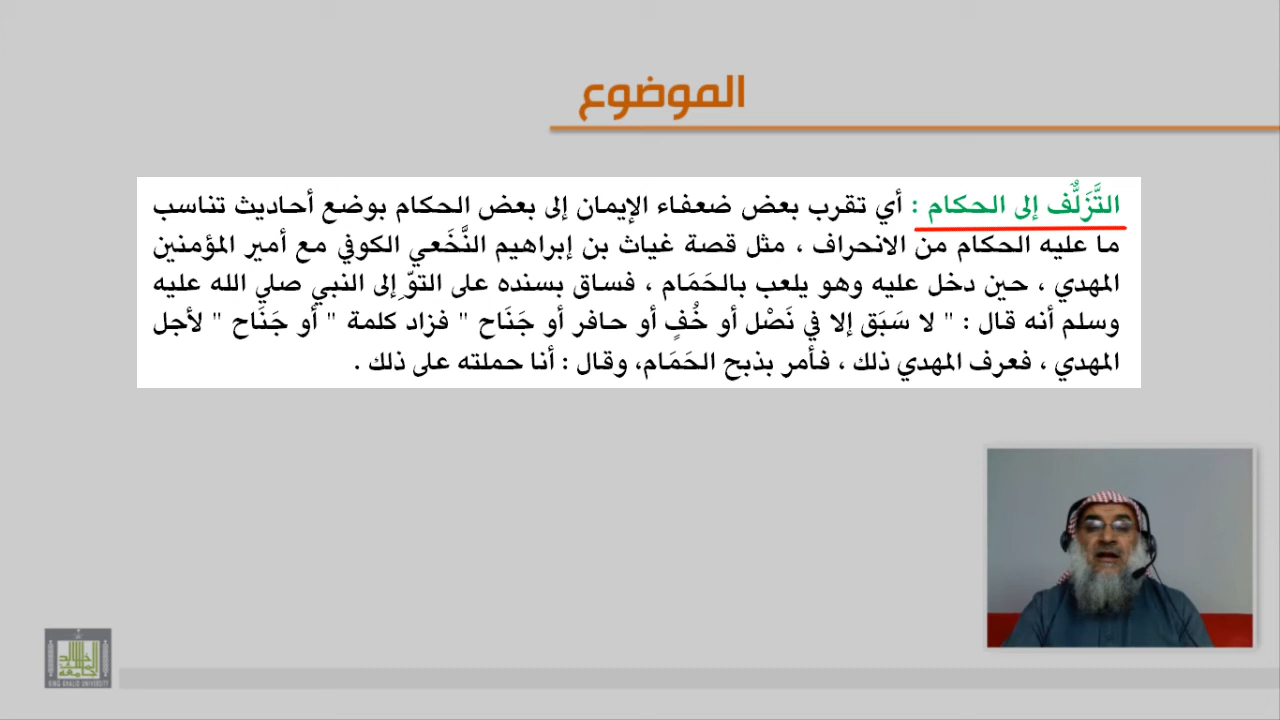 الموضوع
التَّزَلُّف إلى الحكام : أي تقرب بعض ضعفاء الإيمان إلى بعض الحكام بوضع أحاديث تناسب
ما عليه الحكام من الانحراف ، مثل قصة غياث بن إبراهيم النَّخَعي الكوفي مع أمير المؤمنين
المهدي ، حين دخل عليه وهو يلعب بالحَمَام ، فساق بسنده على التوّ إلى النبي صلي الله عليه
وسلم أنه قال : " لا سَبَق إلا في نَصْل أو خُفٍ أو حافر أو جَنَاح " فزاد كلمة " أو جَنَاح " لأجل
المهدي ، فعرف المهدي ذلك ، فأمر بذبح الحَمَام، وقال : أنا حملته على ذلك .
KING KHALID UNIVERSITY